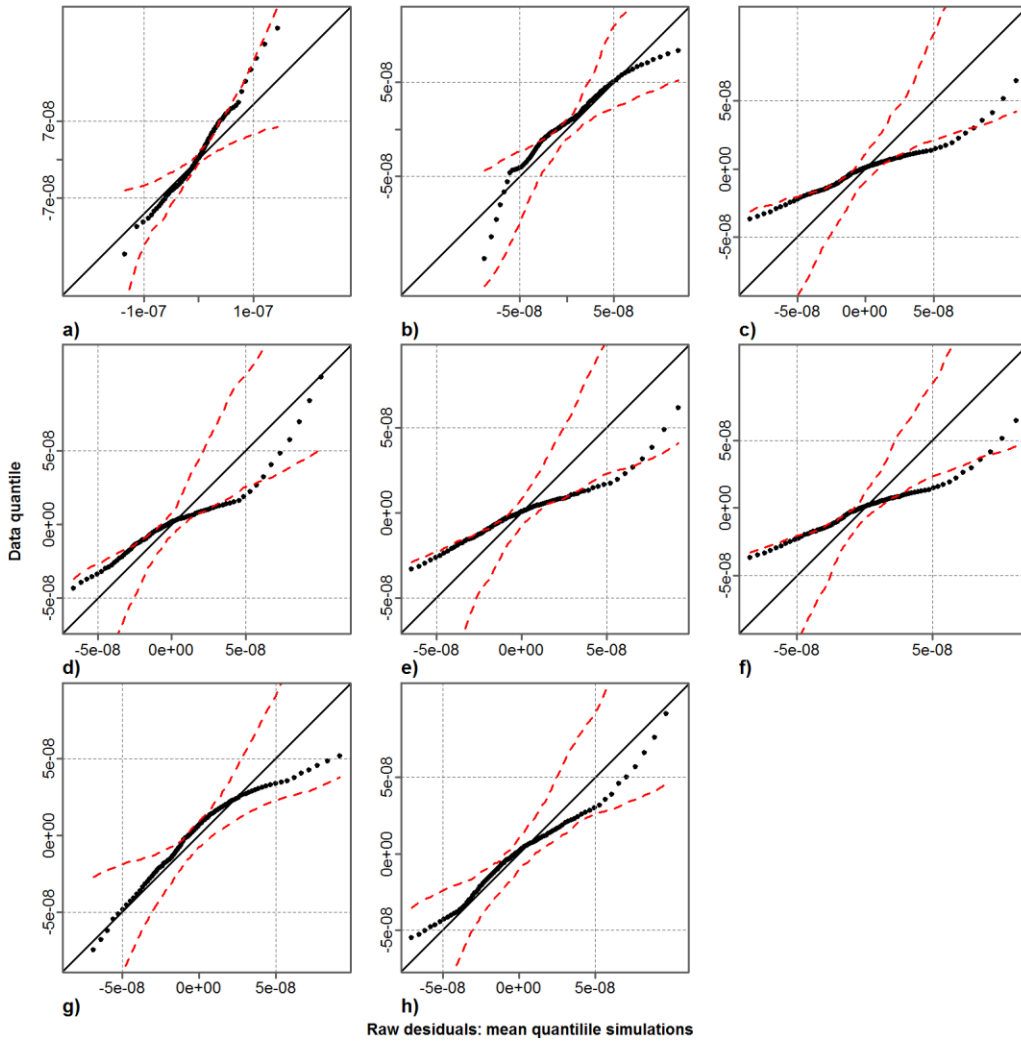 7e-08
-7e-08
-1e-07 1e-07
a)
5e-08
-5e-08
-5e-08 5e-08
b)
5e-08
0e+00
-5e-08
-5e-08 0e+00 5e-08
c)
Data quantile
5e-08
0e+00
-5e-08
-5e-08 0e+00 5e-08
d)
5e-08
0e+00
-5e-08
-5e-08 0e+00 5e-08
e)
5e-08
0e+00
-5e-08
-5e-08 0e+00 5e-08
f)
5e-08
0e+00
-5e-08
-5e-08 0e+00 5e-08
g)
5e-08
0e+00
-5e-08
-5e-08 0e+00 5e-08
h)
Raw desiduals: mean quantilile simulations